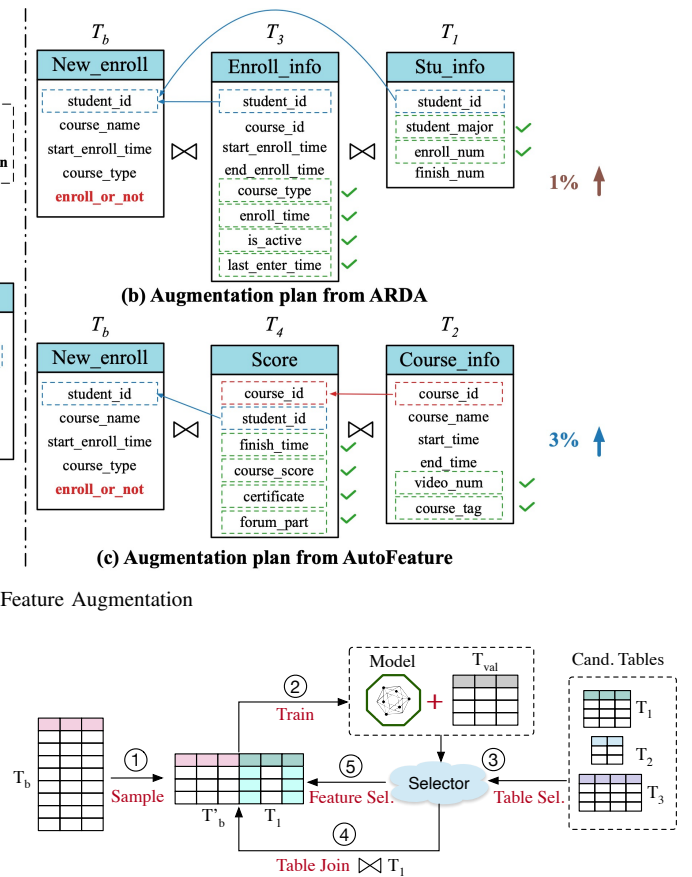 T_b
T_3
T_1
New_enroll
Enroll_info
Stu_info
student_id
student_id
student_id
course_name
course_id
student_major
start_enroll_time
start_enroll_time
enroll_num
course_type
end_enroll_time
finish_num
enroll_or_not
course_type
enroll_time
is_active
last_enter_time
1%
n
(b) Augmentation plan from ARDA
T_b
T_4
T_2
New_enroll
Score
Course_info
student_id
course_id
course_id
course_name
student_id
course_name
start_enroll_time
finish_time
start_time
course_type
course_score
end_time
enroll_or_not
certificate
video_num
forum_part
course_tag
3%
(c) Augmentation plan from AutoFeature
Feature Augmentation
Model
T_val
Cand. Tables
+
2
Train
T_1
T_2
T_3
T_b
1
Sample
T'_b
T_1
5
Feature Sel.
Selector
3
Table Sel.
4
Table Join ⋈ T_1